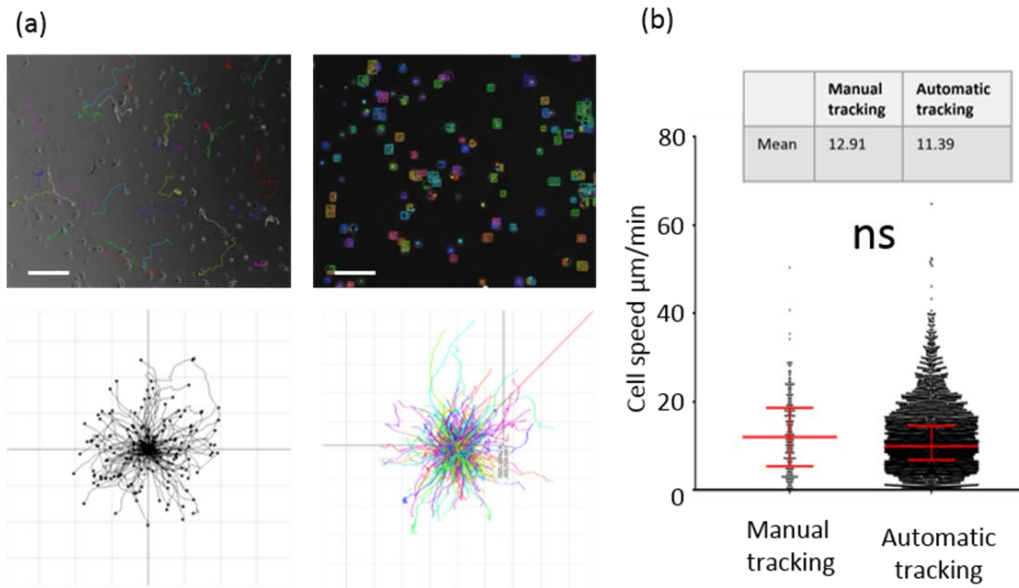 (a)
(b)
Manual tracking
Automatic tracking
Mean
12.91
11.39
80
60
40
20
0
Cell speed µm/min
ns
Manual tracking
Automatic tracking